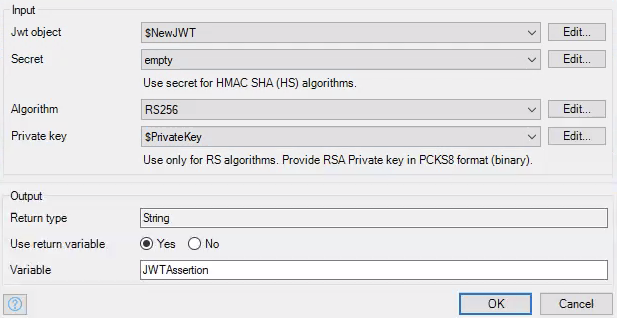 Input
Jwt object $NewJWT Edit...
Secret empty Edit...
Use secret for HMAC SHA (HS) algorithms.
Algorithm RS256 Edit...
Private key $PrivateKey Edit...
Use only for RS algorithms. Provide RSA Private key in PCKS8 format (binary).
Output
Return type String
Use return variable Yes No
Variable JWTAssertion
? OK Cancel